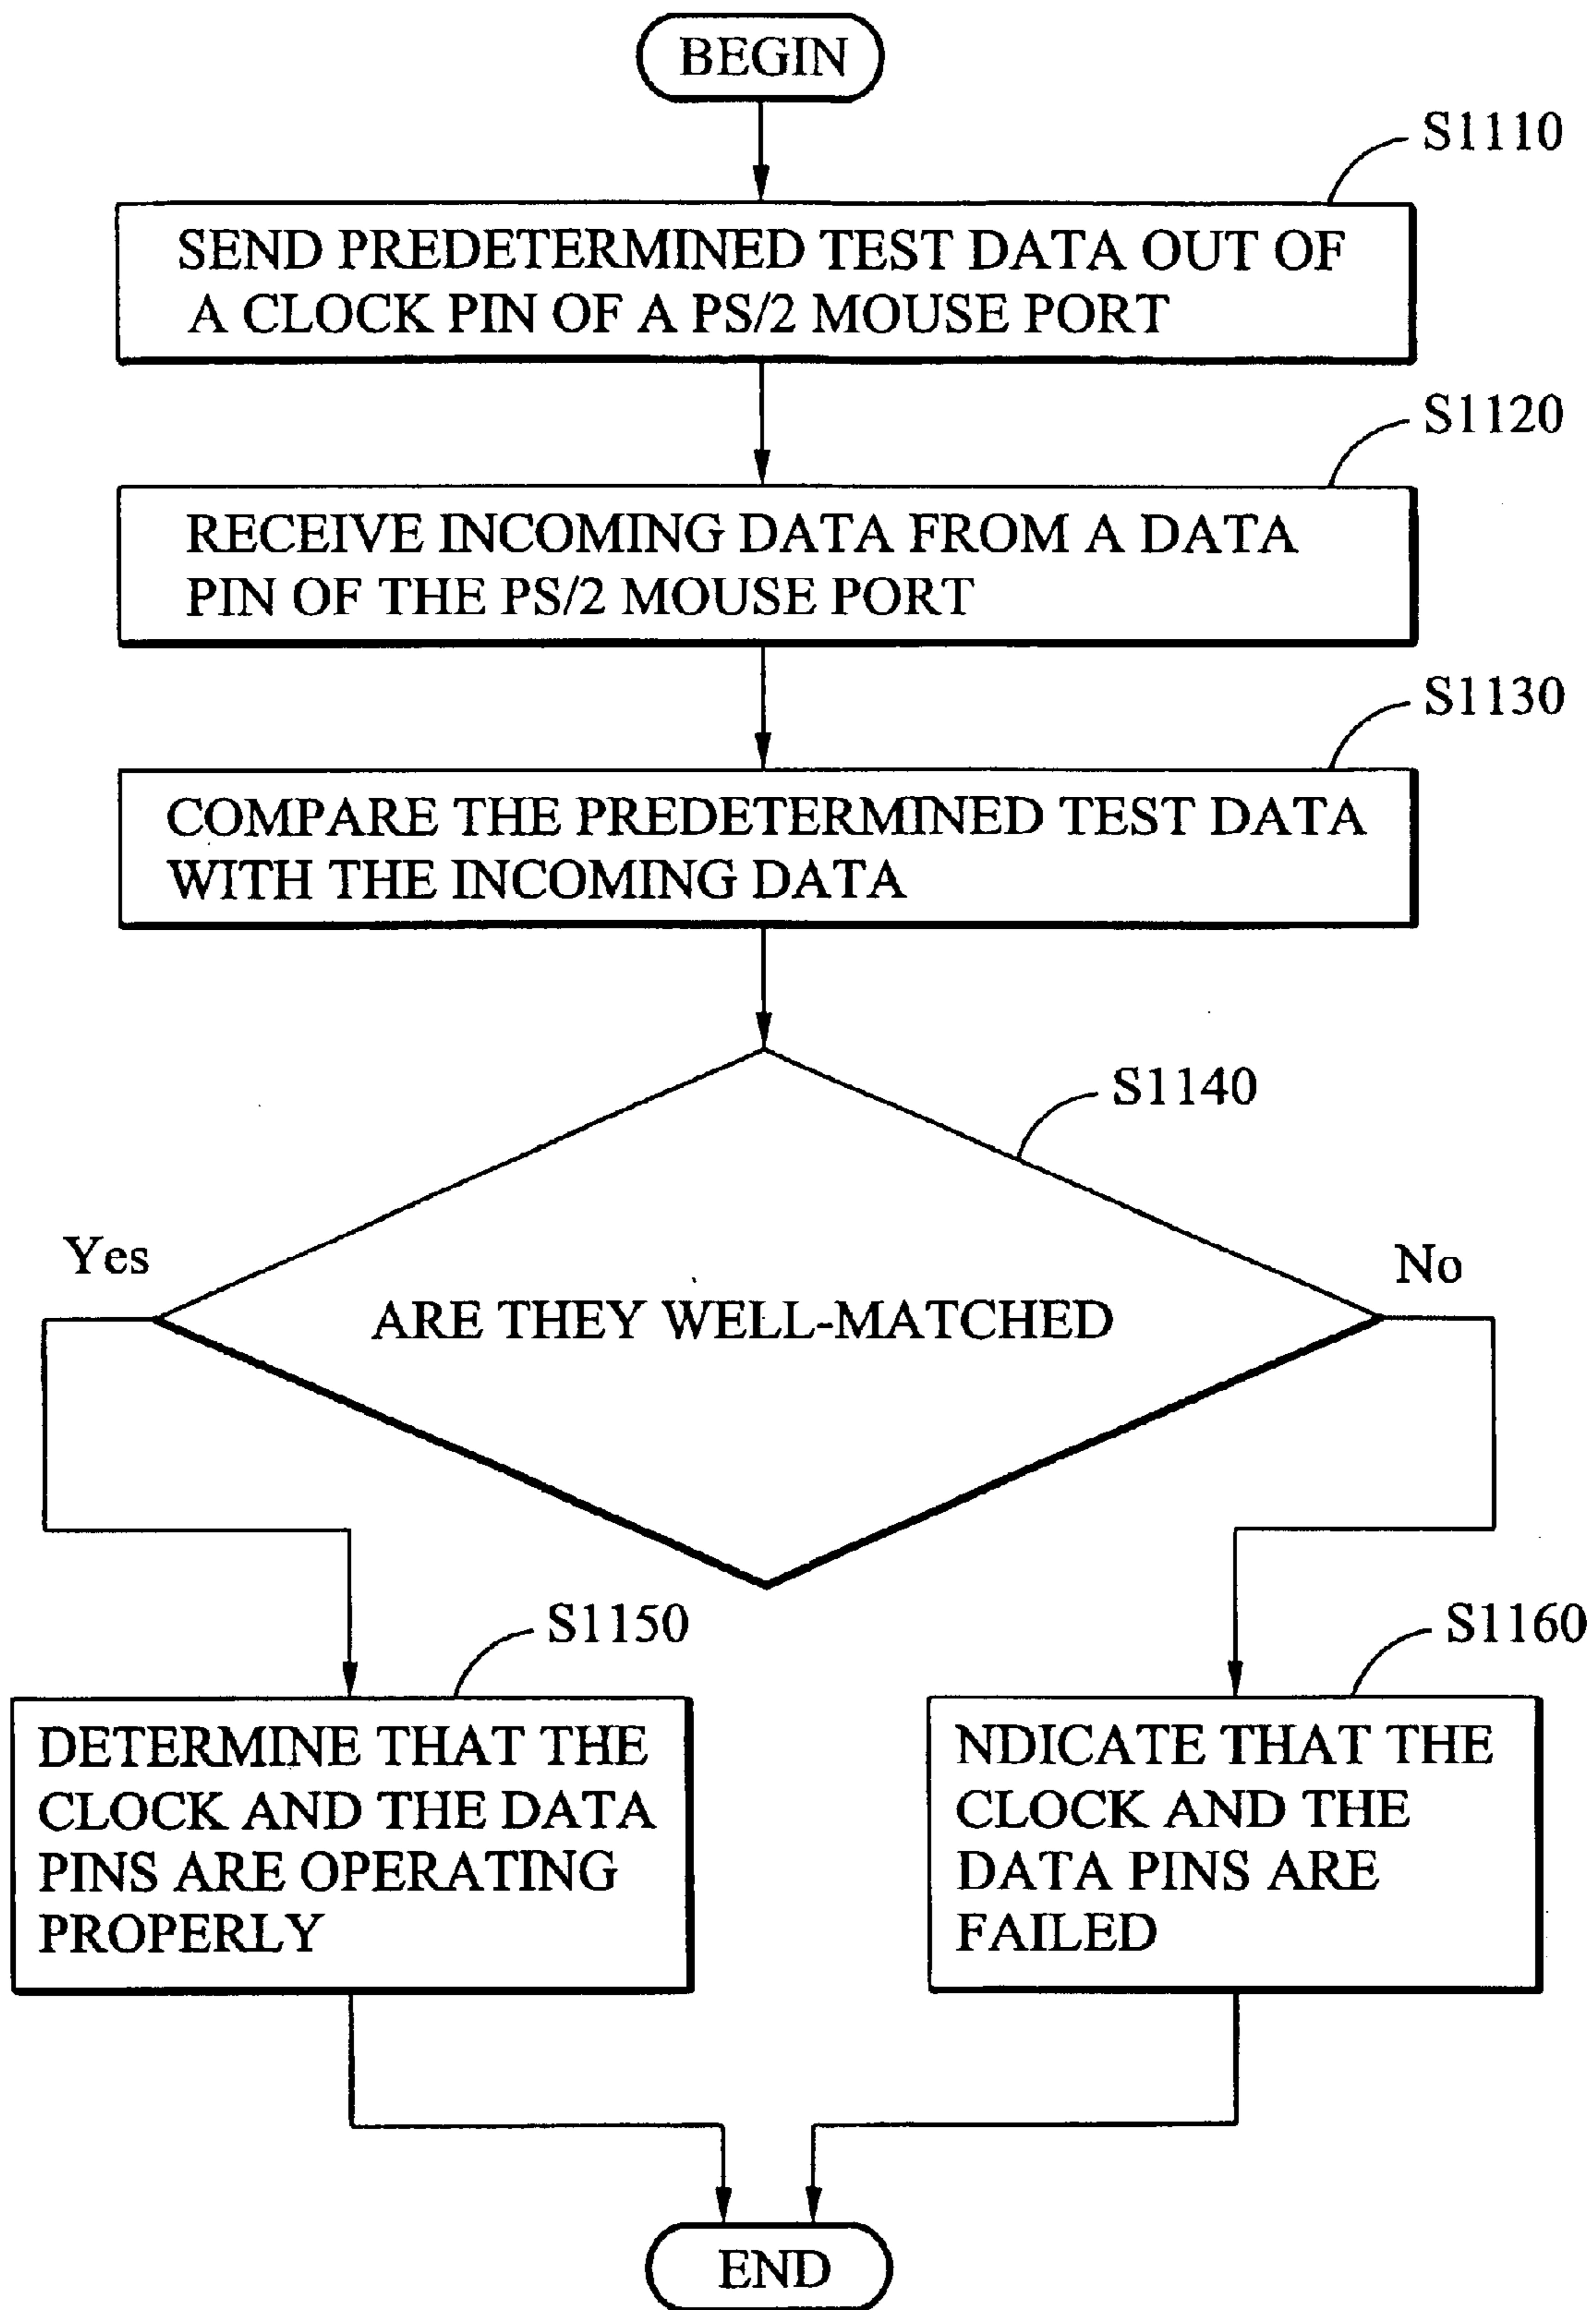 BEGIN
S1110
SEND PREDETERMINED TEST DATA OUT OF
A CLOCK PIN OF A PS/2 MOUSE PORT
S1120
RECEIVE INCOMING DATA FROM A DATA
PIN OF THE PS/2 MOUSE PORT
S1130
COMPARE THE PREDETERMINED TEST DATA
WITH THE INCOMING DATA
S1140
Yes
No
ARE THEY WELL-MATCHED
S1150
DETERMINE THAT THE
CLOCK AND THE DATA
PINS ARE OPERATING
PROPERLY
S1160
NDICATE THAT THE
CLOCK AND THE
DATA PINS ARE
FAILED
END